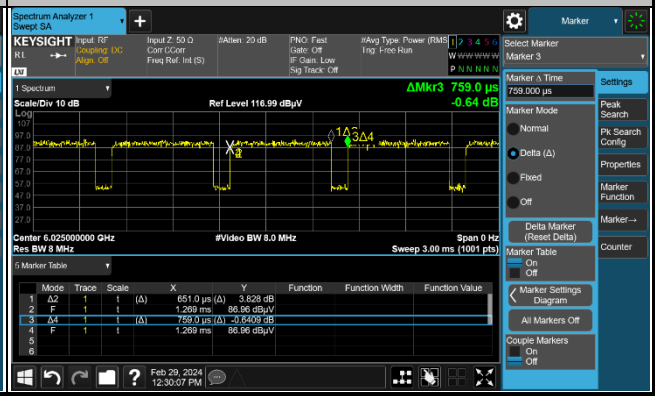 Spectrum Analyzer 1
Swept SA
Marker
KEYSIGHT
RL
LXI
Input: RF
Coupling: DC
Align: Off
Input Z: 50 Ω
Corr CCorr
Freq Ref: Int (S)
#Atten: 20 dB
PNO: Fast
Gate: Off
IF Gain: Low
Sig Track: Off
#Avg Type: Power (RMS
Trig: Free Run
1 2 3 4 5 6
W W W W W W
P N N N N N
Select Marker
Marker 3
Marker Δ Time
759.000 µs
Settings
Peak Search
Pk Search Config
Properties
Marker Function
Marker→
Counter
Marker Mode
Normal
Delta (Δ)
Fixed
Off
Delta Marker
(Reset Delta)
Marker Table
On
Off
Marker Settings
Diagram
All Markers Off
Couple Markers
On
Off
1 Spectrum
ΔMkr3 759.0 µs
Scale/Div 10 dB
Ref Level 116.99 dBµV
-0.64 dB
Log
107
97.0
87.0
77.0
67.0
57.0
47.0
37.0
27.0
3Δ4
Center 6.025000000 GHz
#Video BW 8.0 MHz
Span 0 Hz
Res BW 8 MHz
Sweep 3.00 ms (1001 pts)
5 Marker Table
Mode Trace Scale X Y Function Function Width Function Value
1 Δ2 1 t (Δ) 651.0 µs (Δ) 3.828 dB
2 F 1 t 1.269 ms 86.96 dBµV
3 Δ4 1 t (Δ) 759.0 µs (Δ) -0.6409 dB
4 F 1 t 1.269 ms 86.96 dBµV
5
6
Feb 29, 2024
12:30:07 PM